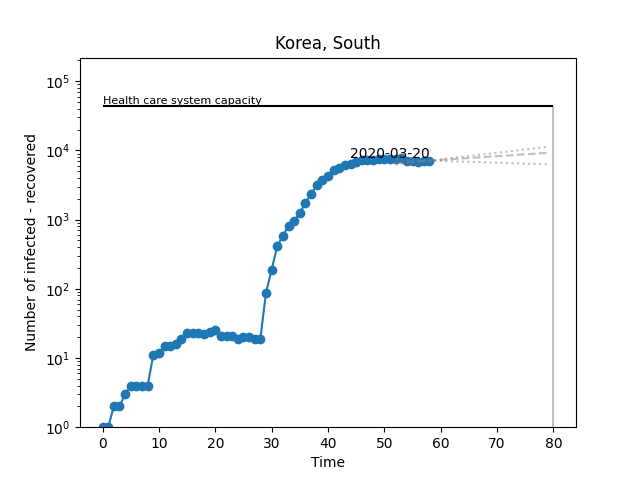 Korea, South
Number of infected - recovered
10^5
10^4
10^3
10^2
10^1
10^0
Health care system capacity
2020-03-20
0 10 20 30 40 50 60 70 80
Time